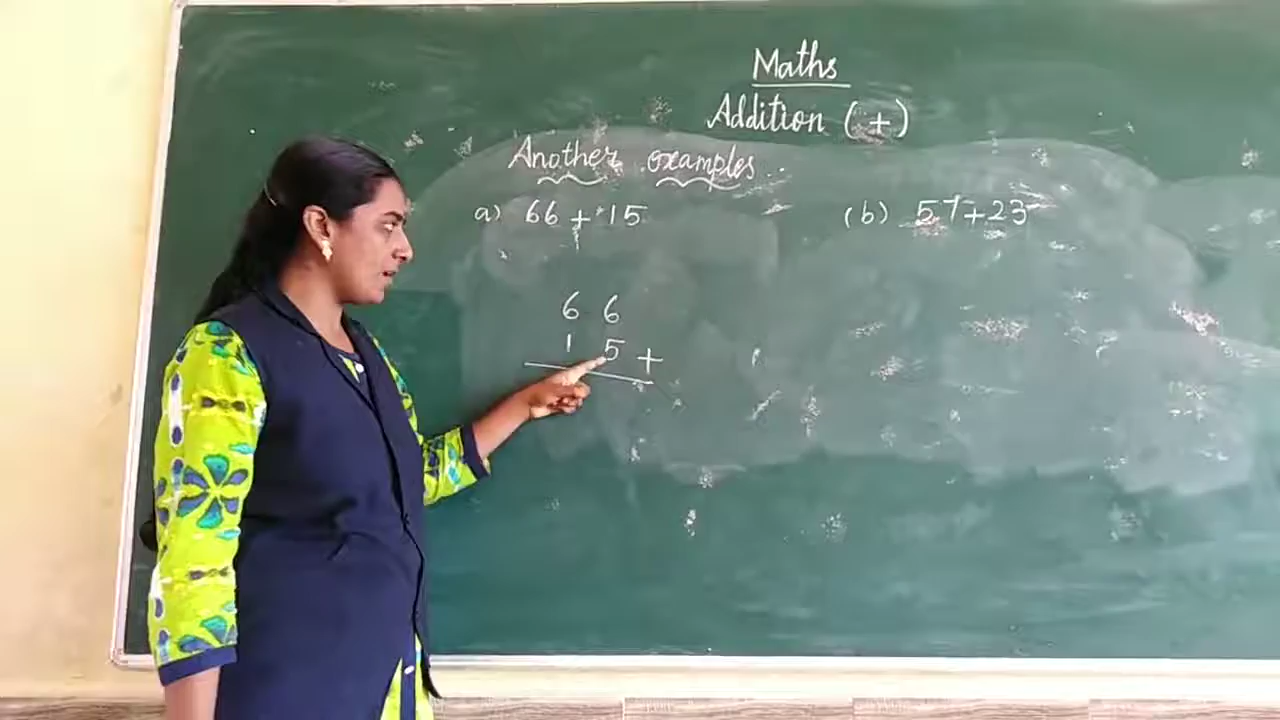 Maths
Addition (+)
Another examples..
a) 66 + 15
(b) 57+23
6 6
1 5 +